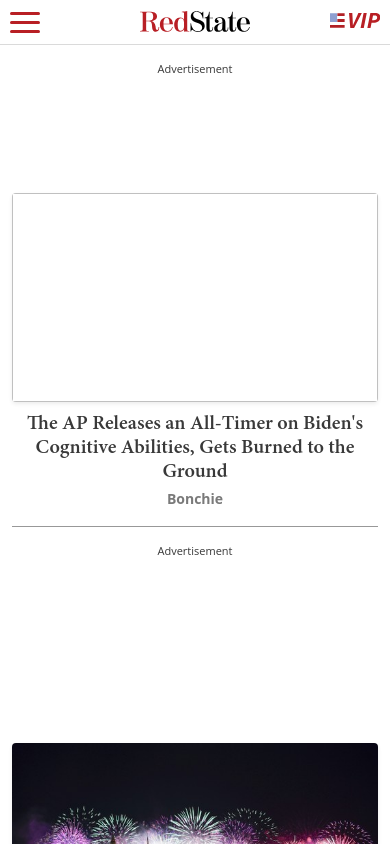 RedState
VIP
Advertisement
The AP Releases an All-Timer on Biden's
Cognitive Abilities, Gets Burned to the
Ground
Bonchie
Advertisement